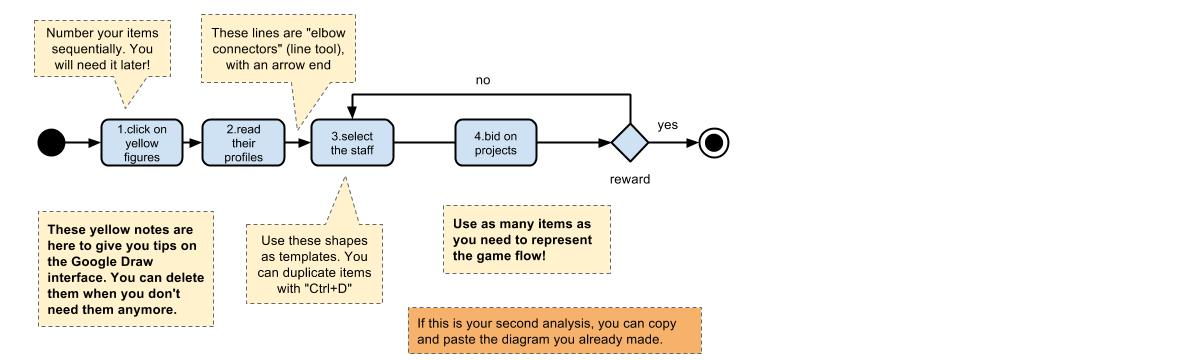 Number your items
sequentially. You
will need it later!
These lines are "elbow
connectors" (line tool),
with an arrow end
no
1.click on
yellow
figures
2.read
their
profiles
3.select
the staff
4.bid on
projects
yes
reward
These yellow notes are
here to give you tips on
the Google Draw
interface. You can delete
them when you don't
need them anymore.
Use these shapes
as templates. You
can duplicate items
with "Ctrl+D"
Use as many items as
you need to represent
the game flow!
If this is your second analysis, you can copy
and paste the diagram you already made.